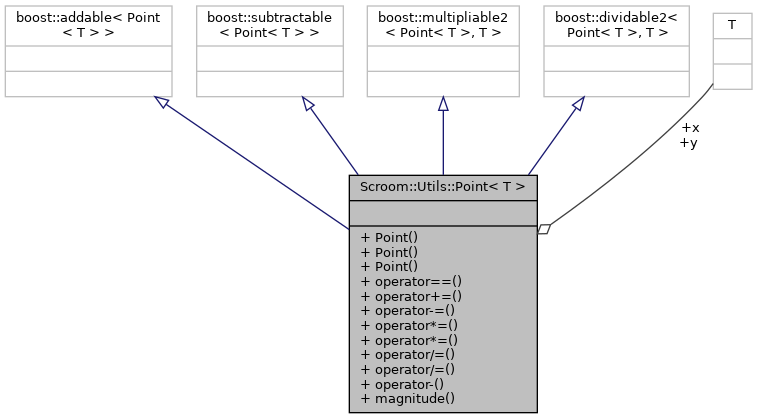 boost::addable< Point
< T > >
boost::subtractable
< Point< T > >
boost::multipliable2
< Point< T >, T >
boost::dividable2<
Point< T >, T >
T
+x
+y
Scroom::Utils::Point< T >
+ Point()
+ Point()
+ Point()
+ operator==()
+ operator+=()
+ operator-=()
+ operator*=()
+ operator*=()
+ operator/=()
+ operator/=()
+ operator-()
+ magnitude()